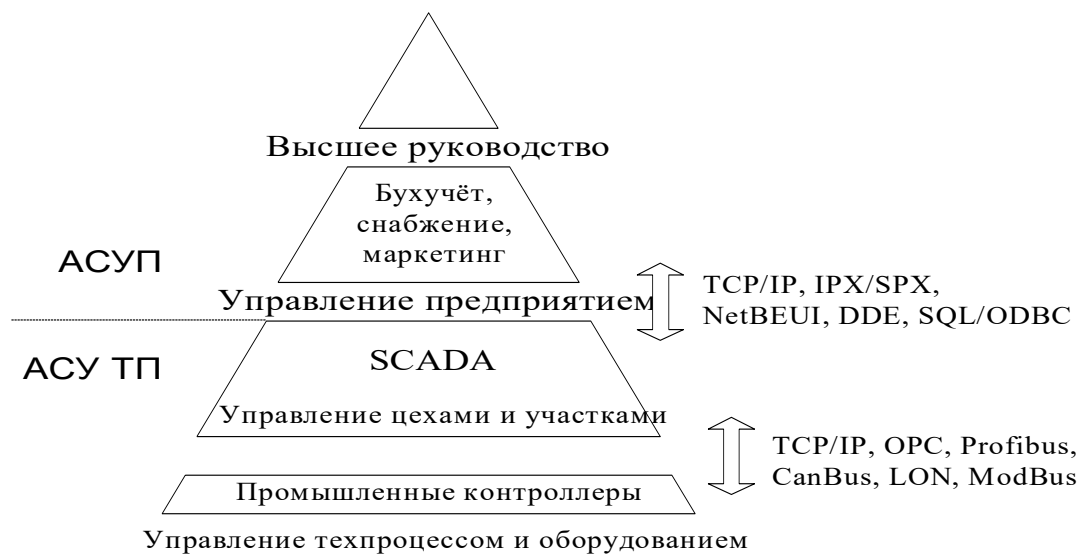 Высшее руководство
Бухучёт,
снабжение,
маркетинг
АСУП
Управление предприятием
TCP/IP, IPX/SPX,
NetBEUI, DDE, SQL/ODBC
АСУ ТП
SCADA
Управление цехами и участками
TCP/IP, OPC, Profibus,
CanBus, LON, ModBus
Промышленные контроллеры
Управление техпроцессом и оборудованием